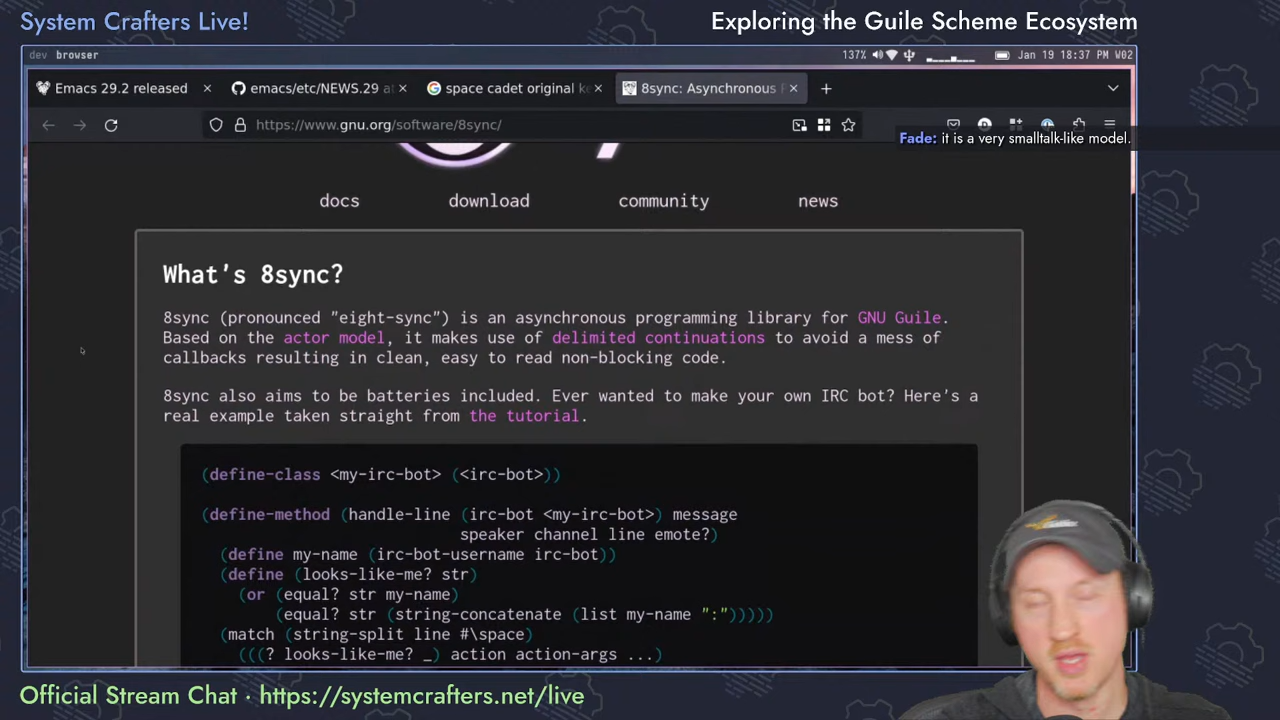 System Crafters Live!
Exploring the Guile Scheme Ecosystem
dev browser
137%
Jan 19 18:37 PM W02
Emacs 29.2 released
emacs/etc/NEWS.29 at
space cadet original ke
8sync: Asynchronous P
https://www.gnu.org/software/8sync/
Fade: it is a very smalltalk-like model.
docs
download
community
news
What's 8sync?
8sync (pronounced "eight-sync") is an asynchronous programming library for GNU Guile.
Based on the actor model, it makes use of delimited continuations to avoid a mess of
callbacks resulting in clean, easy to read non-blocking code.
8sync also aims to be batteries included. Ever wanted to make your own IRC bot? Here's a
real example taken straight from the tutorial.
(define-class <my-irc-bot> (<irc-bot>))
(define-method (handle-line (irc-bot <my-irc-bot>) message
speaker channel line emote?)
(define my-name (irc-bot-username irc-bot))
(define (looks-like-me? str)
(or (equal? str my-name)
(equal? str (string-concatenate (list my-name ":")))))
(match (string-split line #\space)
(((? looks-like-me? _) action action-args ...)
Official Stream Chat · https://systemcrafters.net/live